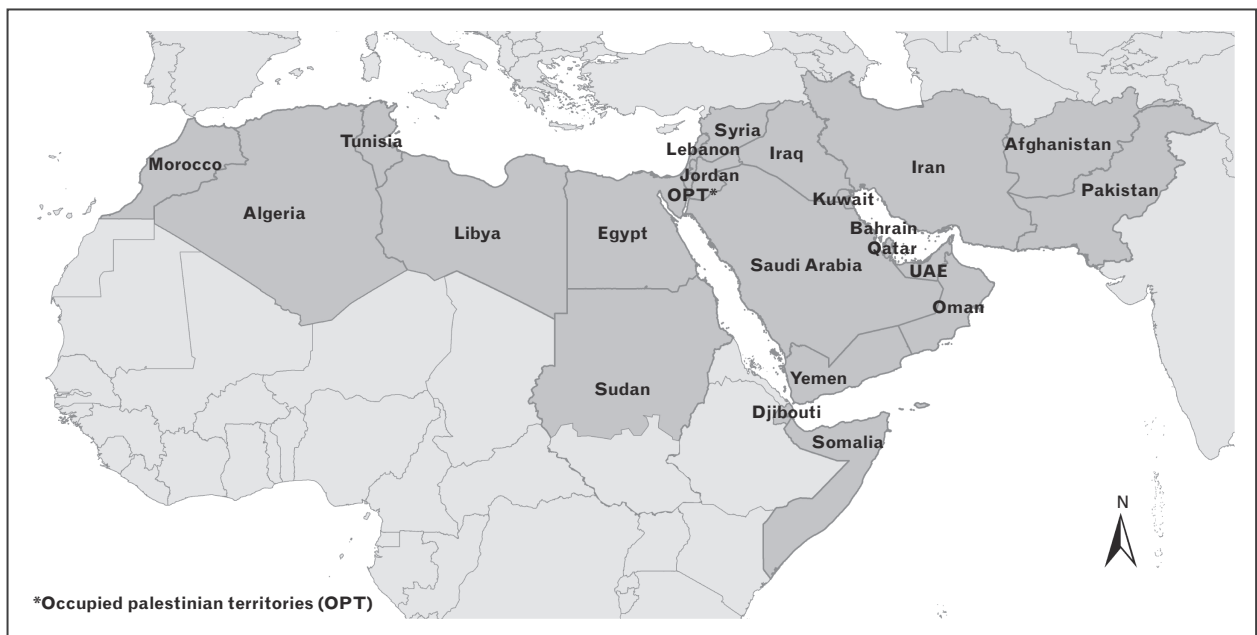 Tunisia
Morocco
Algeria
Libya
Egypt
Sudan
Syria
Lebanon
Jordan
OPT*
Iraq
Iran
Afghanistan
Pakistan
Kuwait
Bahrain
Qatar
Saudi Arabia
UAE
Oman
Yemen
Djibouti
Somalia
N
*Occupied palestinian territories (OPT)